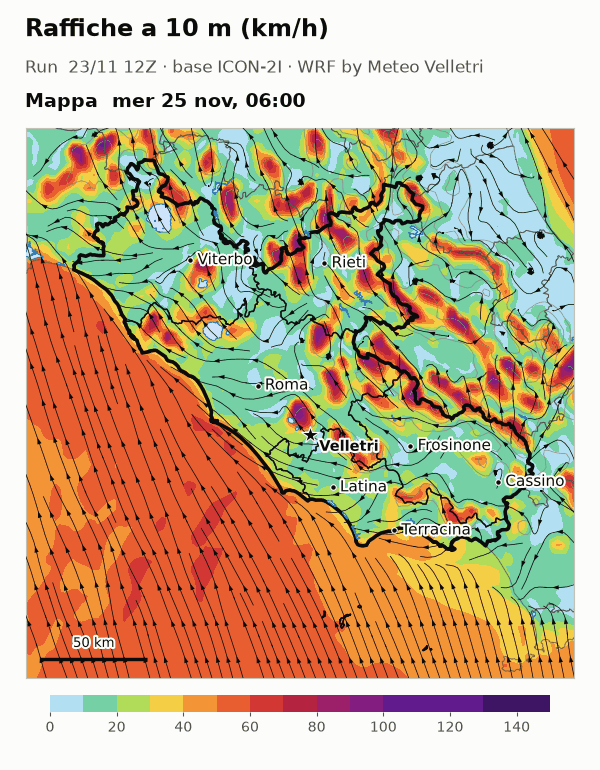 Raffiche a 10 m (km/h)
Run 23/11 12Z · base ICON-2I · WRF by Meteo Velletri
Mappa mer 25 nov, 06:00
Viterbo
Rieti
Roma
Velletri
Frosinone
Cassino
Latina
Terracina
50 km
0 20 40 60 80 100 120 140